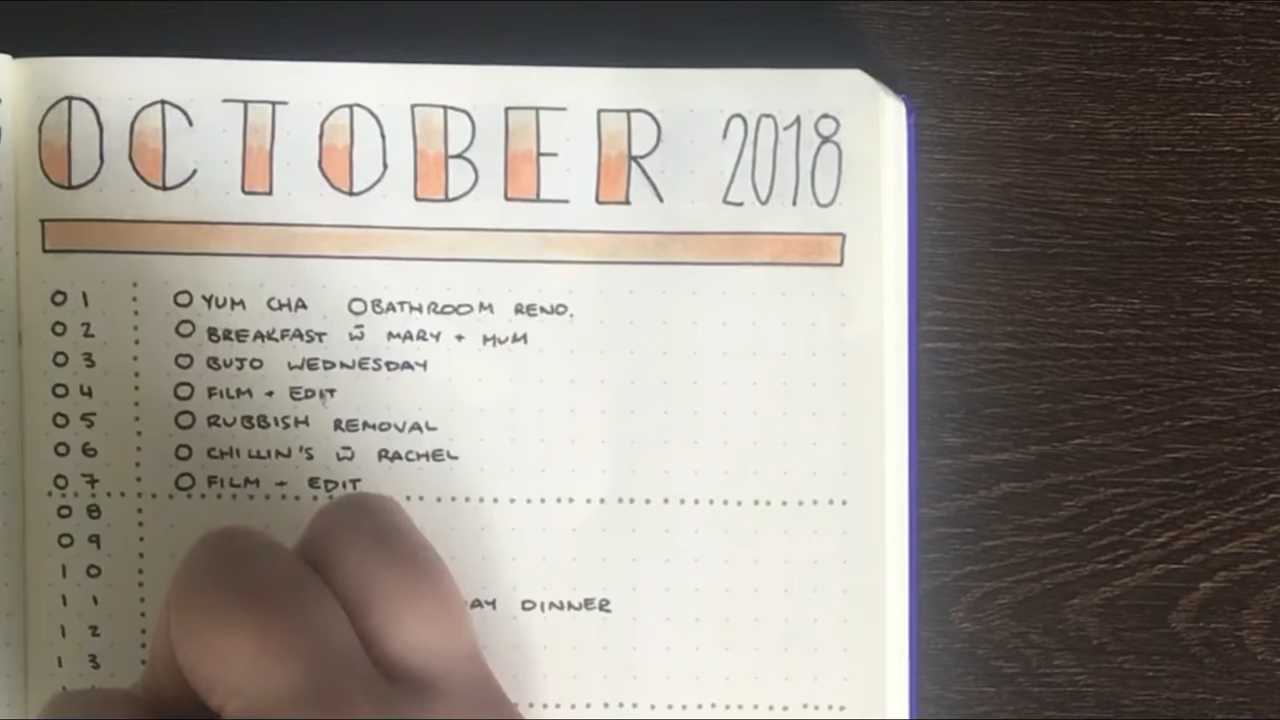 OCTOBER 2018
01 YUM CHA BATHROOM RENO.
02 BREAKFAST w̄ MARY + MUM
03 BUJO WEDNESDAY
04 FILM + EDIT
05 RUBBISH REMOVAL
06 CHILLIN'S w̄ RACHEL
07 FILM + EDIT
08
09
10
11 AY DINNER
12
13